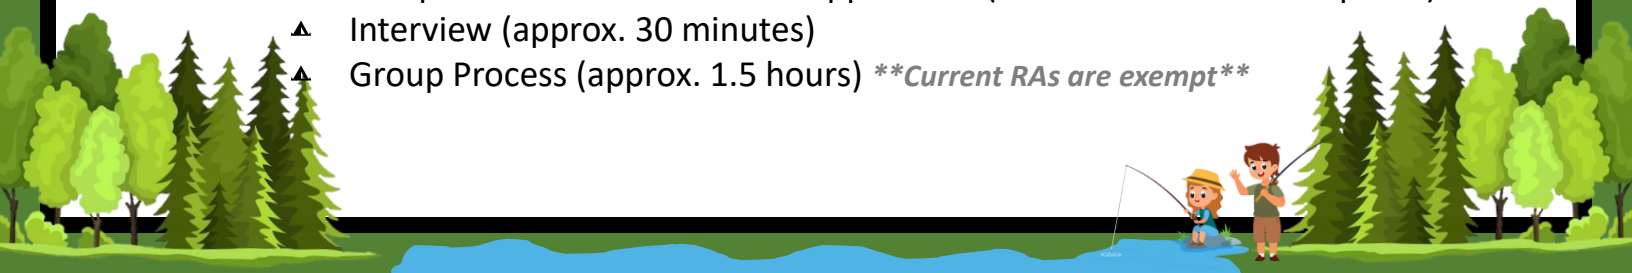 Interview (approx. 30 minutes)
Group Process (approx. 1.5 hours) **Current RAs are exempt**